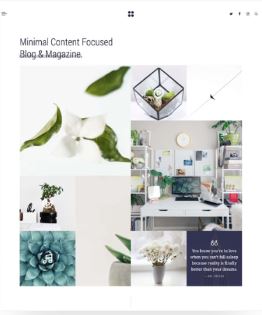 Minimal Content Focused
Blog & Magazine
You know you're in love
when you can't fall asleep
because reality is finally
better than your dreams.